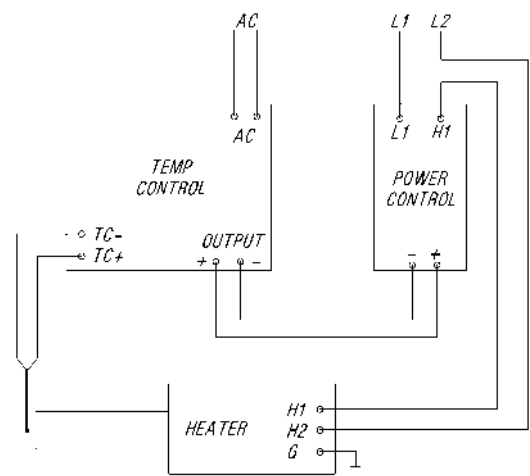 AC
L1 L2
AC
L1 H1
TEMP
CONTROL
POWER
CONTROL
TC-
TC+
OUTPUT
+ -
- +
H1
HEATER
H2
G